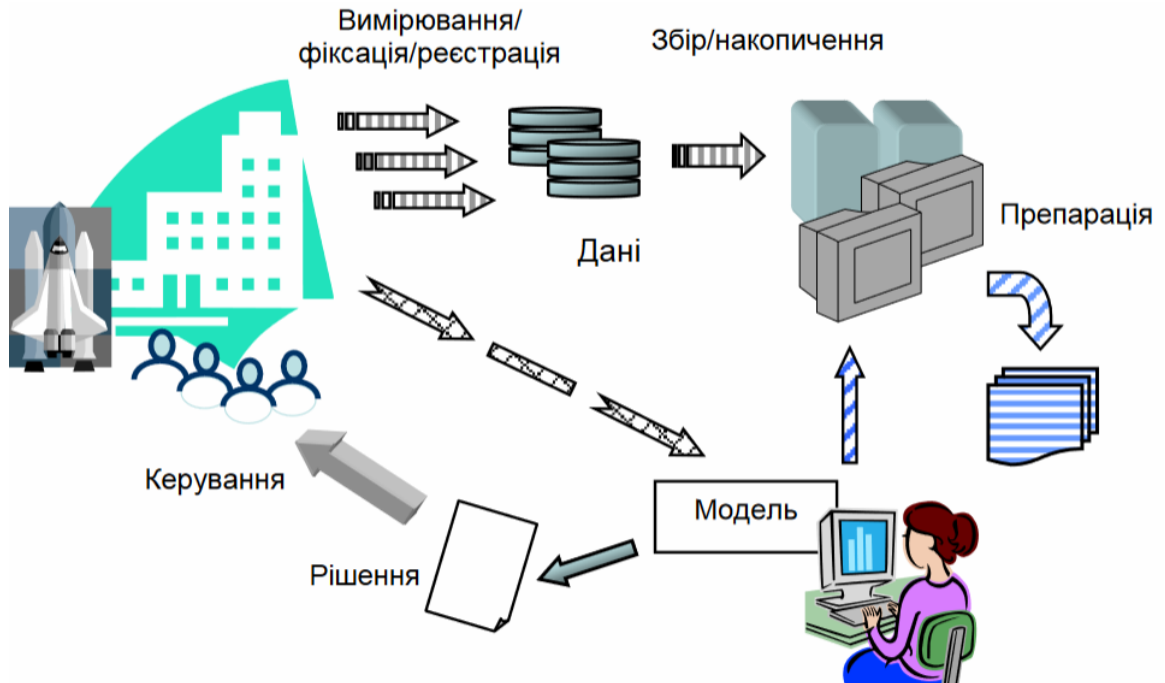 Вимірювання/
фіксація/реєстрація
Збір/накопичення
Дані
Препарація
Керування
Модель
Рішення